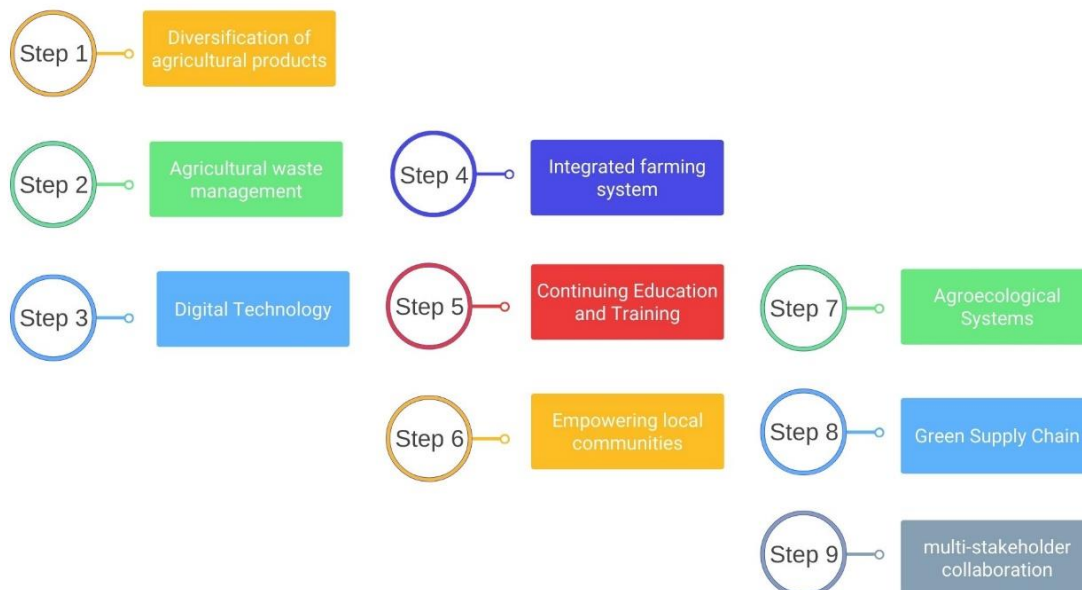 Step 1
Diversification of
agricultural products
Step 2
Agricultural waste
management
Step 3
Digital Technology
Step 4
Integrated farming
system
Step 5
Continuing Education
and Training
Step 6
Empowering local
communities
Step 7
Agroecological
Systems
Step 8
Green Supply Chain
Step 9
multi-stakeholder
collaboration